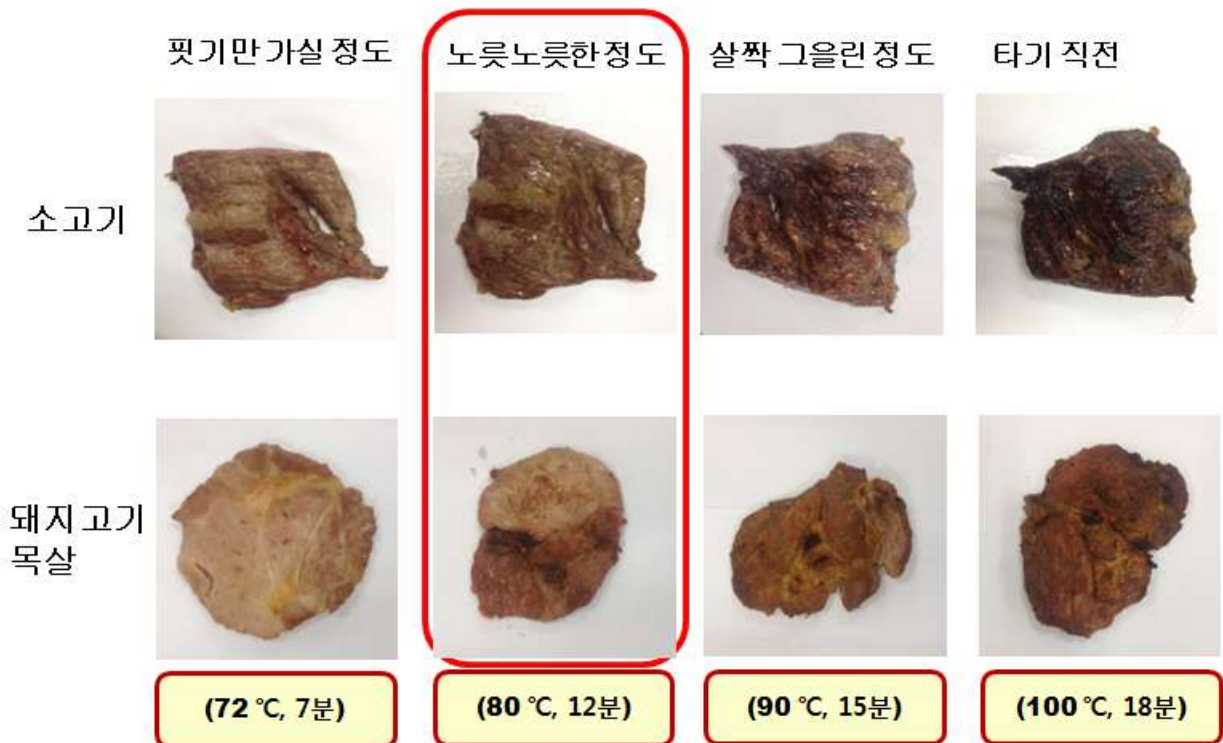 핏기만 가실 정도
노릇노릇한 정도
살짝 그을린 정도
타기 직전
소고기
돼지고기
목살
(72 ℃, 7분)
(80 ℃, 12분)
(90 ℃, 15분)
(100 ℃, 18분)